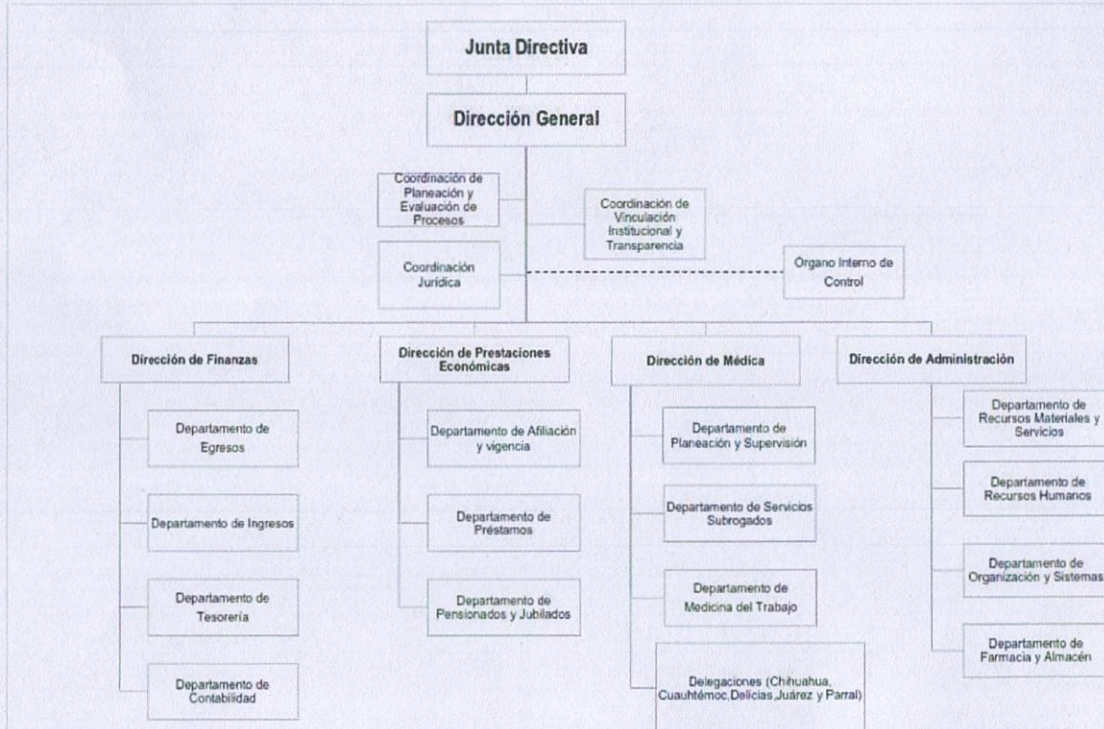 Junta Directiva
Dirección General
Coordinación de
Planeación y
Evaluación de
Procesos
Coordinación de
Vinculación
Institucional y
Transparencia
Coordinación
Jurídica
Órgano Interno de
Control
Dirección de Finanzas
Dirección de Prestaciones
Económicas
Dirección de Médica
Dirección de Administración
Departamento de
Egresos
Departamento de Ingresos
Departamento de
Tesorería
Departamento de
Contabilidad
Departamento de Afiliación
y vigencia
Departamento de
Préstamos
Departamento de
Pensionados y Jubilados
Departamento de
Planeación y Supervisión
Departamento de Servicios
Subrogados
Departamento de
Medicina del Trabajo
Delegaciones (Chihuahua,
Cuauhtémoc,Delicias,Juárez y Parral)
Departamento de
Recursos Materiales y
Servicios
Departamento de
Recursos Humanos
Departamento de
Organización y Sistemas
Departamento de
Farmacia y Almacén